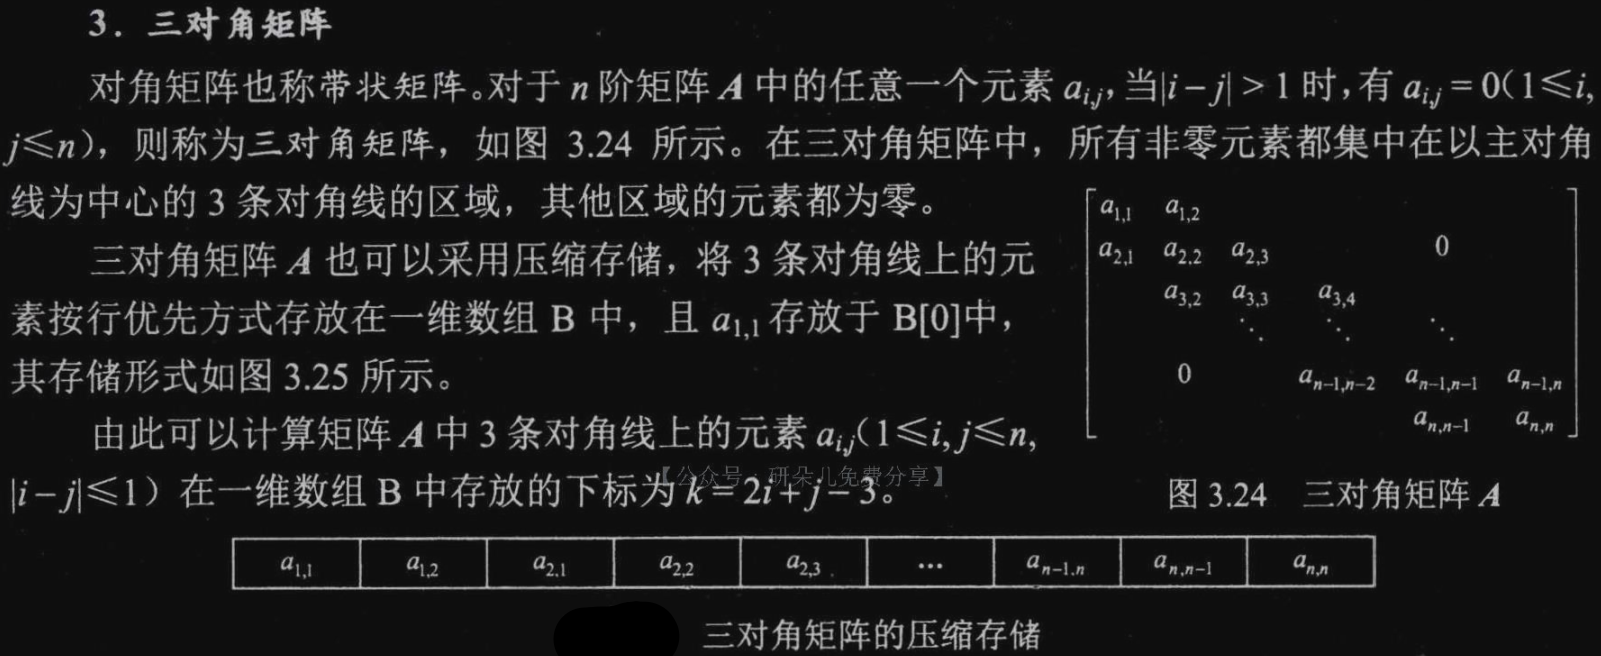 3. 三对角矩阵
对角矩阵也称带状矩阵。对于 n 阶矩阵 A 中的任意一个元素 a_{i,j}，当|i－j| > 1 时，有 a_{i,j} = 0（1≤i,
j≤n），则称为三对角矩阵，如图 3.24 所示。在三对角矩阵中，所有非零元素都集中在以主对角
线为中心的 3 条对角线的区域，其他区域的元素都为零。
三对角矩阵 A 也可以采用压缩存储，将 3 条对角线上的元
素按行优先方式存放在一维数组 B 中，且 a_{1,1} 存放于 B[0]中，
其存储形式如图 3.25 所示。
由此可以计算矩阵 A 中 3 条对角线上的元素 a_{i,j}（1≤i, j≤n,
|i－j|≤1）在一维数组 B 中存放的下标为 k = 2i + j－3。
【公众号：研朵儿免费分享】
a_{1,1} a_{1,2}
a_{2,1} a_{2,2} a_{2,3} 0
a_{3,2} a_{3,3} a_{3,4}
⋱ ⋱ ⋱
0 a_{n-1,n-2} a_{n-1,n-1} a_{n-1,n}
a_{n,n-1} a_{n,n}
图 3.24 三对角矩阵 A
a_{1,1} a_{1,2} a_{2,1} a_{2,2} a_{2,3} … a_{n-1,n} a_{n,n-1} a_{n,n}
三对角矩阵的压缩存储